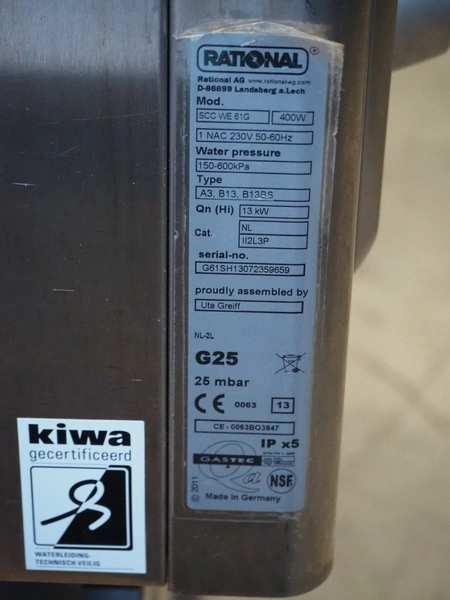 RATIONAL ®
Rational AG www.rational-ag.com
D-86899 Landsberg a.Lech
Mod.
SCC WE 61G 400W
1 NAC 230V 50-60Hz
Water pressure
150-600kPa
Type
A3, B13, B13BS
Qn (Hi) 13 kW
Cat. NL
II2L3P
serial-no.
G61SH13072359659
proudly assembled by
Uta Greiff
NL-2L
G25
25 mbar
CE 0063 13
CE-0063BO3847
IP x5
GASTEC
NSF
© 2011
Made in Germany
kiwa
gecertificeerd
WATERLEIDING-
TECHNISCH VEILIG